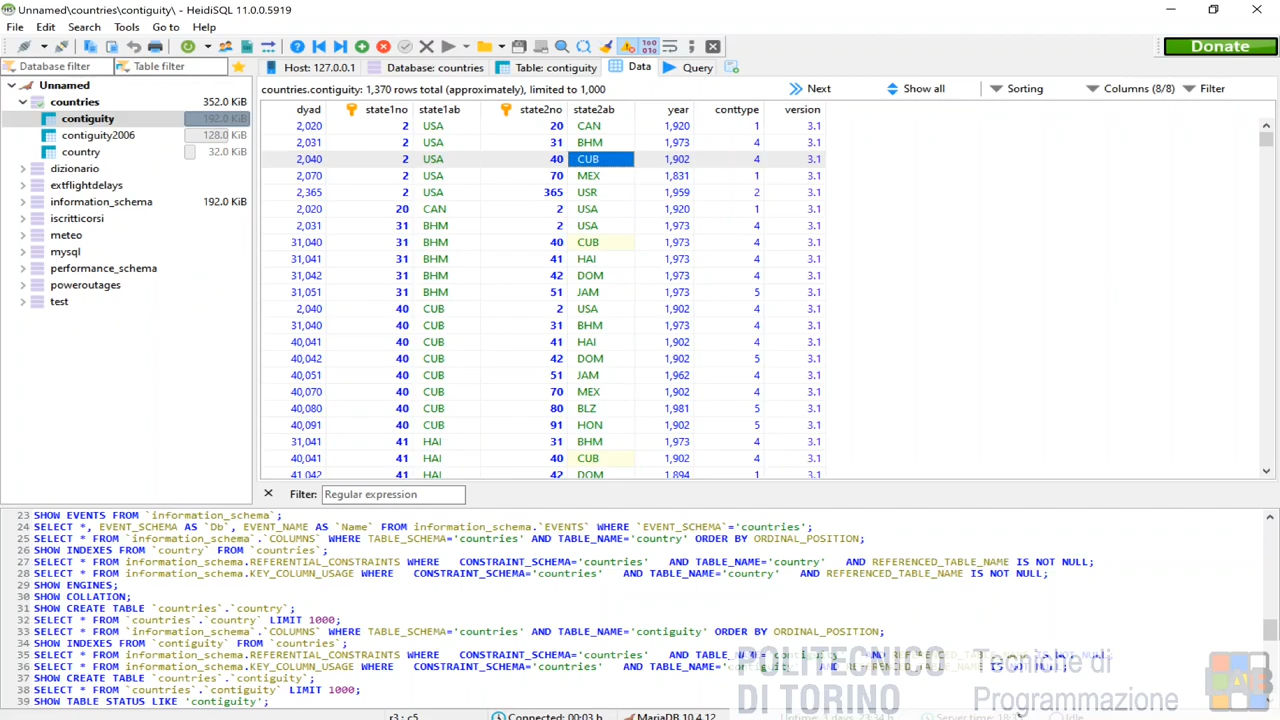 Unnamed\countries\contiguity\ - HeidiSQL 11.0.0.5919
File Edit Search Tools Go to Help
Donate
Database filter Table filter Host: 127.0.0.1 Database: countries Table: contiguity Data Query
Unnamed
countries 352.0 KiB
contiguity 192.0 KiB
contiguity2006 128.0 KiB
country 32.0 KiB
dizionario
extflightdelays
information_schema 192.0 KiB
iscritticorsi
meteo
mysql
performance_schema
poweroutages
test
countries.contiguity: 1,370 rows total (approximately), limited to 1,000 Next Show all Sorting Columns (8/8) Filter
dyad state1no state1ab state2no state2ab year conttype version
2,020 2 USA 20 CAN 1,920 1 3.1
2,031 2 USA 31 BHM 1,973 4 3.1
2,040 2 USA 40 CUB 1,902 4 3.1
2,070 2 USA 70 MEX 1,831 1 3.1
2,365 2 USA 365 USR 1,959 2 3.1
2,020 20 CAN 2 USA 1,920 1 3.1
2,031 31 BHM 2 USA 1,973 4 3.1
31,040 31 BHM 40 CUB 1,973 4 3.1
31,041 31 BHM 41 HAI 1,973 4 3.1
31,042 31 BHM 42 DOM 1,973 4 3.1
31,051 31 BHM 51 JAM 1,973 5 3.1
2,040 40 CUB 2 USA 1,902 4 3.1
31,040 40 CUB 31 BHM 1,973 4 3.1
40,041 40 CUB 41 HAI 1,902 4 3.1
40,042 40 CUB 42 DOM 1,902 5 3.1
40,051 40 CUB 51 JAM 1,962 4 3.1
40,070 40 CUB 70 MEX 1,902 4 3.1
40,080 40 CUB 80 BLZ 1,981 5 3.1
40,091 40 CUB 91 HON 1,902 5 3.1
31,041 41 HAI 31 BHM 1,973 4 3.1
40,041 41 HAI 40 CUB 1,902 4 3.1
41,042 41 HAI 42 DOM 1,894 1 3.1
Filter: Regular expression
23 SHOW EVENTS FROM `information_schema`;
24 SELECT *, EVENT_SCHEMA AS `Db`, EVENT_NAME AS `Name` FROM information_schema.`EVENTS` WHERE `EVENT_SCHEMA`='countries';
25 SELECT * FROM `information_schema`.`COLUMNS` WHERE TABLE_SCHEMA='countries' AND TABLE_NAME='country' ORDER BY ORDINAL_POSITION;
26 SHOW INDEXES FROM `country` FROM `countries`;
27 SELECT * FROM information_schema.REFERENTIAL_CONSTRAINTS WHERE CONSTRAINT_SCHEMA='countries' AND TABLE_NAME='country' AND REFERENCED_TABLE_NAME IS NOT NULL;
28 SELECT * FROM information_schema.KEY_COLUMN_USAGE WHERE CONSTRAINT_SCHEMA='countries' AND TABLE_NAME='country' AND REFERENCED_TABLE_NAME IS NOT NULL;
29 SHOW ENGINES;
30 SHOW COLLATION;
31 SHOW CREATE TABLE `countries`.`country`;
32 SELECT * FROM `countries`.`country` LIMIT 1000;
33 SELECT * FROM `information_schema`.`COLUMNS` WHERE TABLE_SCHEMA='countries' AND TABLE_NAME='contiguity' ORDER BY ORDINAL_POSITION;
34 SHOW INDEXES FROM `contiguity` FROM `countries`;
35 SELECT * FROM information_schema.REFERENTIAL_CONSTRAINTS WHERE CONSTRAINT_SCHEMA='countries' AND TABLE_NAME=
36 SELECT * FROM information_schema.KEY_COLUMN_USAGE WHERE CONSTRAINT_SCHEMA='countries' AND TABLE_NAME=
37 SHOW CREATE TABLE `countries`.`contiguity`;
38 SELECT * FROM `countries`.`contiguity` LIMIT 1000;
39 SHOW TABLE STATUS LIKE 'contiguity';
POLITECNICO
DI TORINO
Tecniche di
Programmazione
r3 : c5 Connected: 00:03 h MariaDB 10.4.12